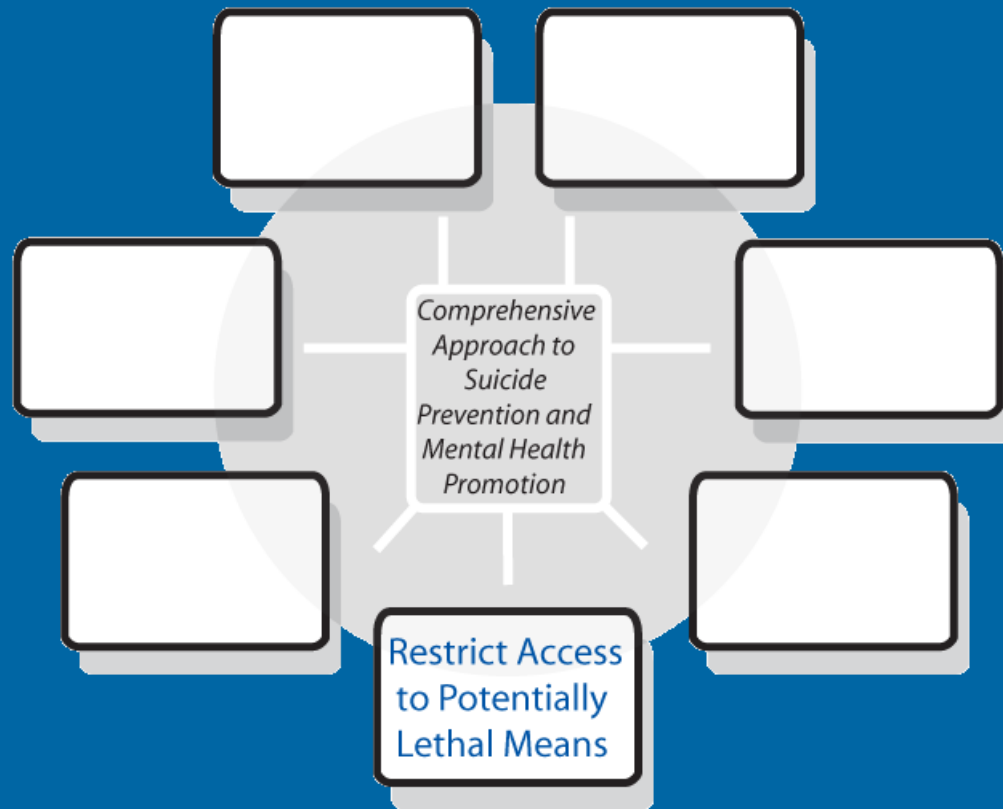 Comprehensive
Approach to
Suicide
Prevention and
Mental Health
Promotion
Restrict Access
to Potentially
Lethal Means